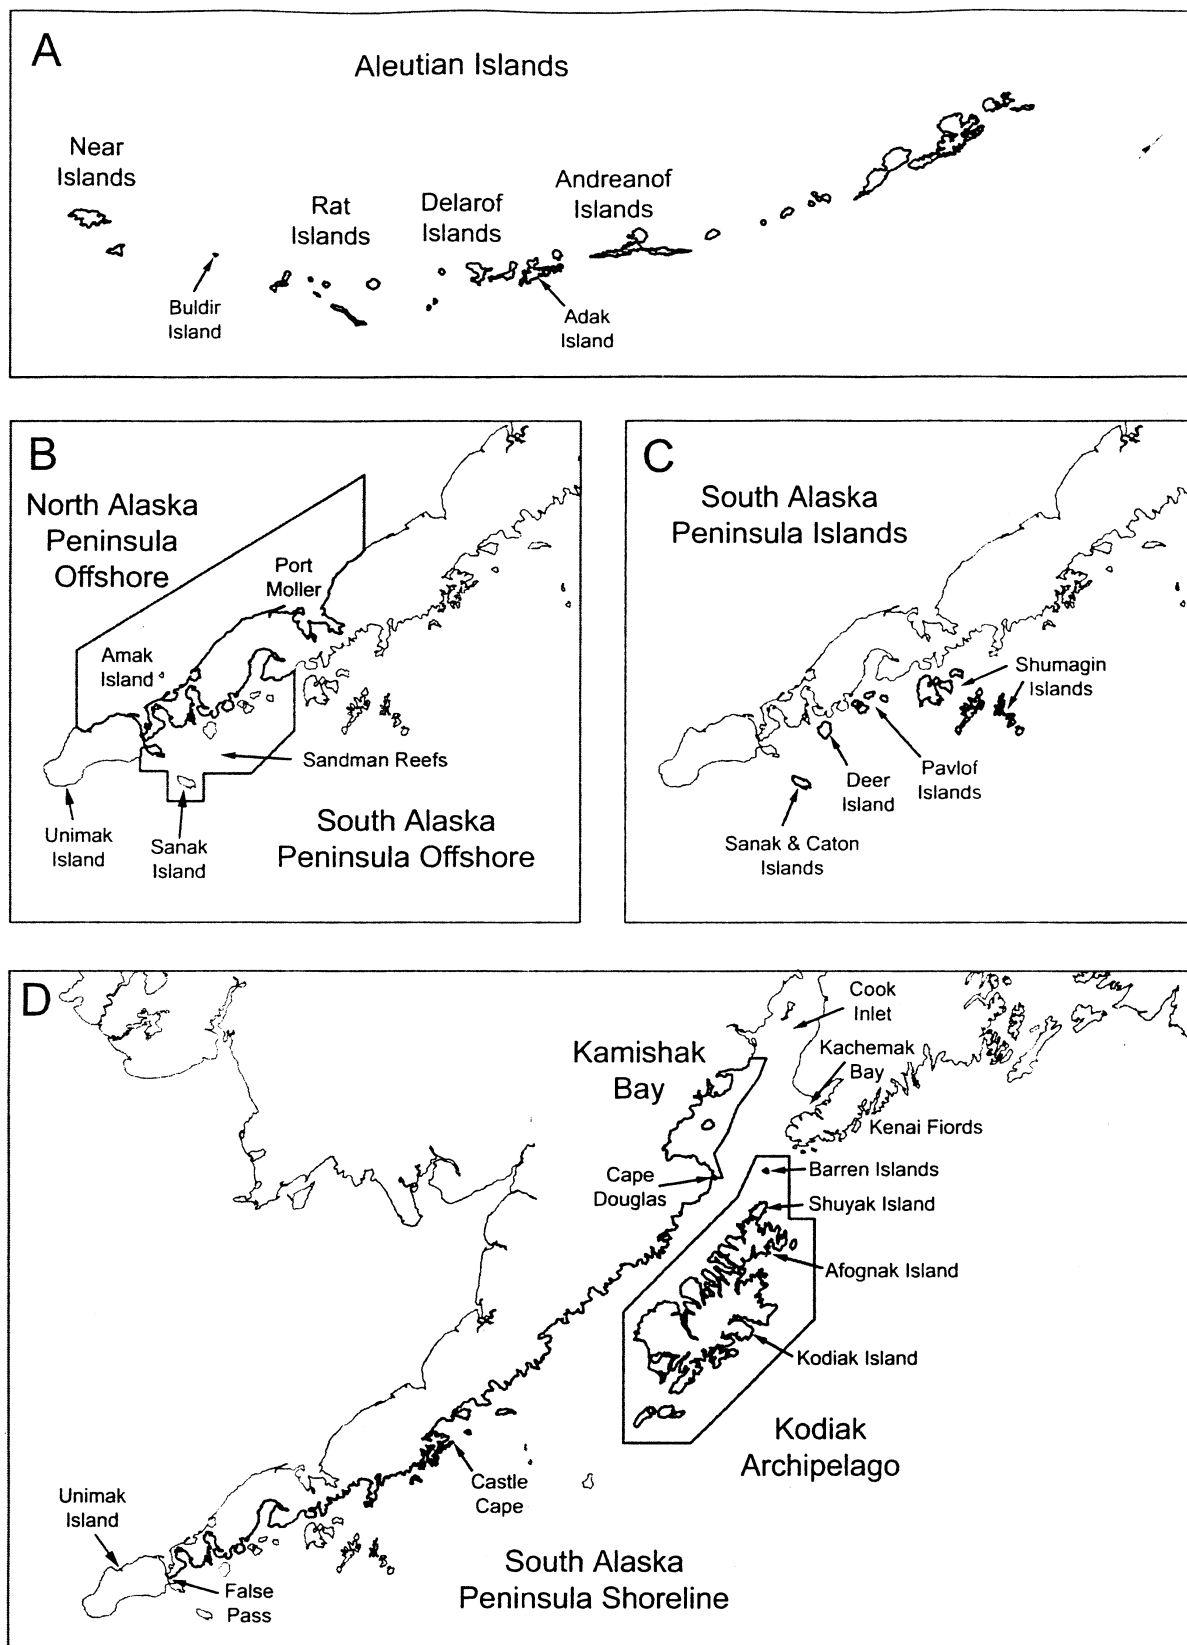 A
Aleutian Islands
Near
Islands
Rat
Islands
Delarof
Islands
Andreanof
Islands
Buldir
Island
Adak
Island
B
North Alaska
Peninsula
Offshore
Port
Moller
Amak
Island
Sandman Reefs
Unimak
Island
Sanak
Island
South Alaska
Peninsula Offshore
C
South Alaska
Peninsula Islands
Shumagin
Islands
Deer
Island
Pavlof
Islands
Sanak & Caton
Islands
D
Cook
Inlet
Kamishak
Bay
Kachemak
Bay
Kenai Fiords
Cape
Douglas
Barren Islands
Shuyak Island
Afognak Island
Kodiak Island
Kodiak
Archipelago
Castle
Cape
Unimak
Island
False
Pass
South Alaska
Peninsula Shoreline